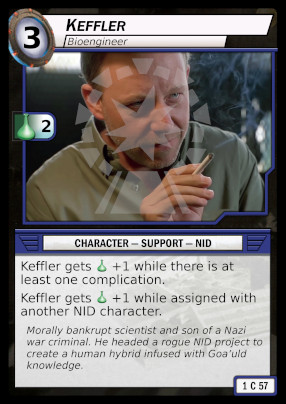 3
KEFFLER
Bioengineer
2
CHARACTER – SUPPORT – NID
Keffler gets +1 while there is at
least one complication.
Keffler gets +1 while assigned with
another NID character.
Morally bankrupt scientist and son of a Nazi
war criminal. He headed a rogue NID project to
create a human hybrid infused with Goa'uld
knowledge.
1 C 57